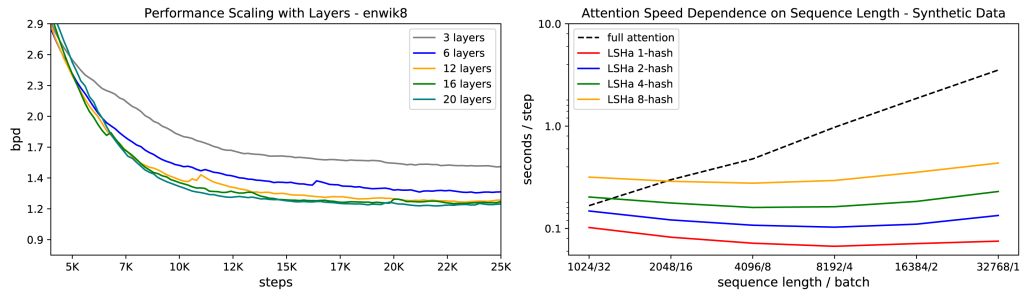 Performance Scaling with Layers - enwik8
2.9
2.6
2.3
2.0
1.7
1.4
1.2
0.9
bpd
3 layers
6 layers
12 layers
16 layers
20 layers
5K 7K 10K 12K 15K 17K 20K 22K 25K
steps
Attention Speed Dependence on Sequence Length - Synthetic Data
10.0
1.0
0.1
seconds / step
full attention
LSHa 1-hash
LSHa 2-hash
LSHa 4-hash
LSHa 8-hash
1024/32 2048/16 4096/8 8192/4 16384/2 32768/1
sequence length / batch